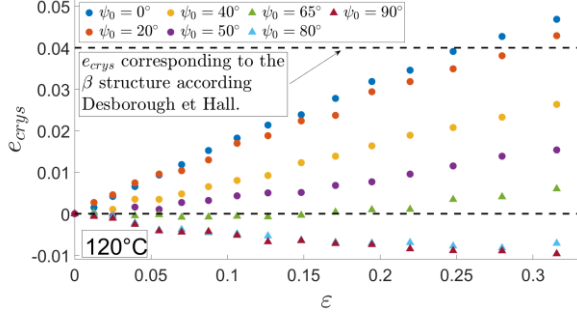 ψ₀ = 0° ψ₀ = 40° ψ₀ = 65° ψ₀ = 90°
ψ₀ = 20° ψ₀ = 50° ψ₀ = 80°
0.05
0.04
e_crys corresponding to the
β structure according
Desborough et Hall.
0.03
0.02
0.01
0
-0.01
e_crys
120°C
0 0.05 0.1 0.15 0.2 0.25 0.3
ε